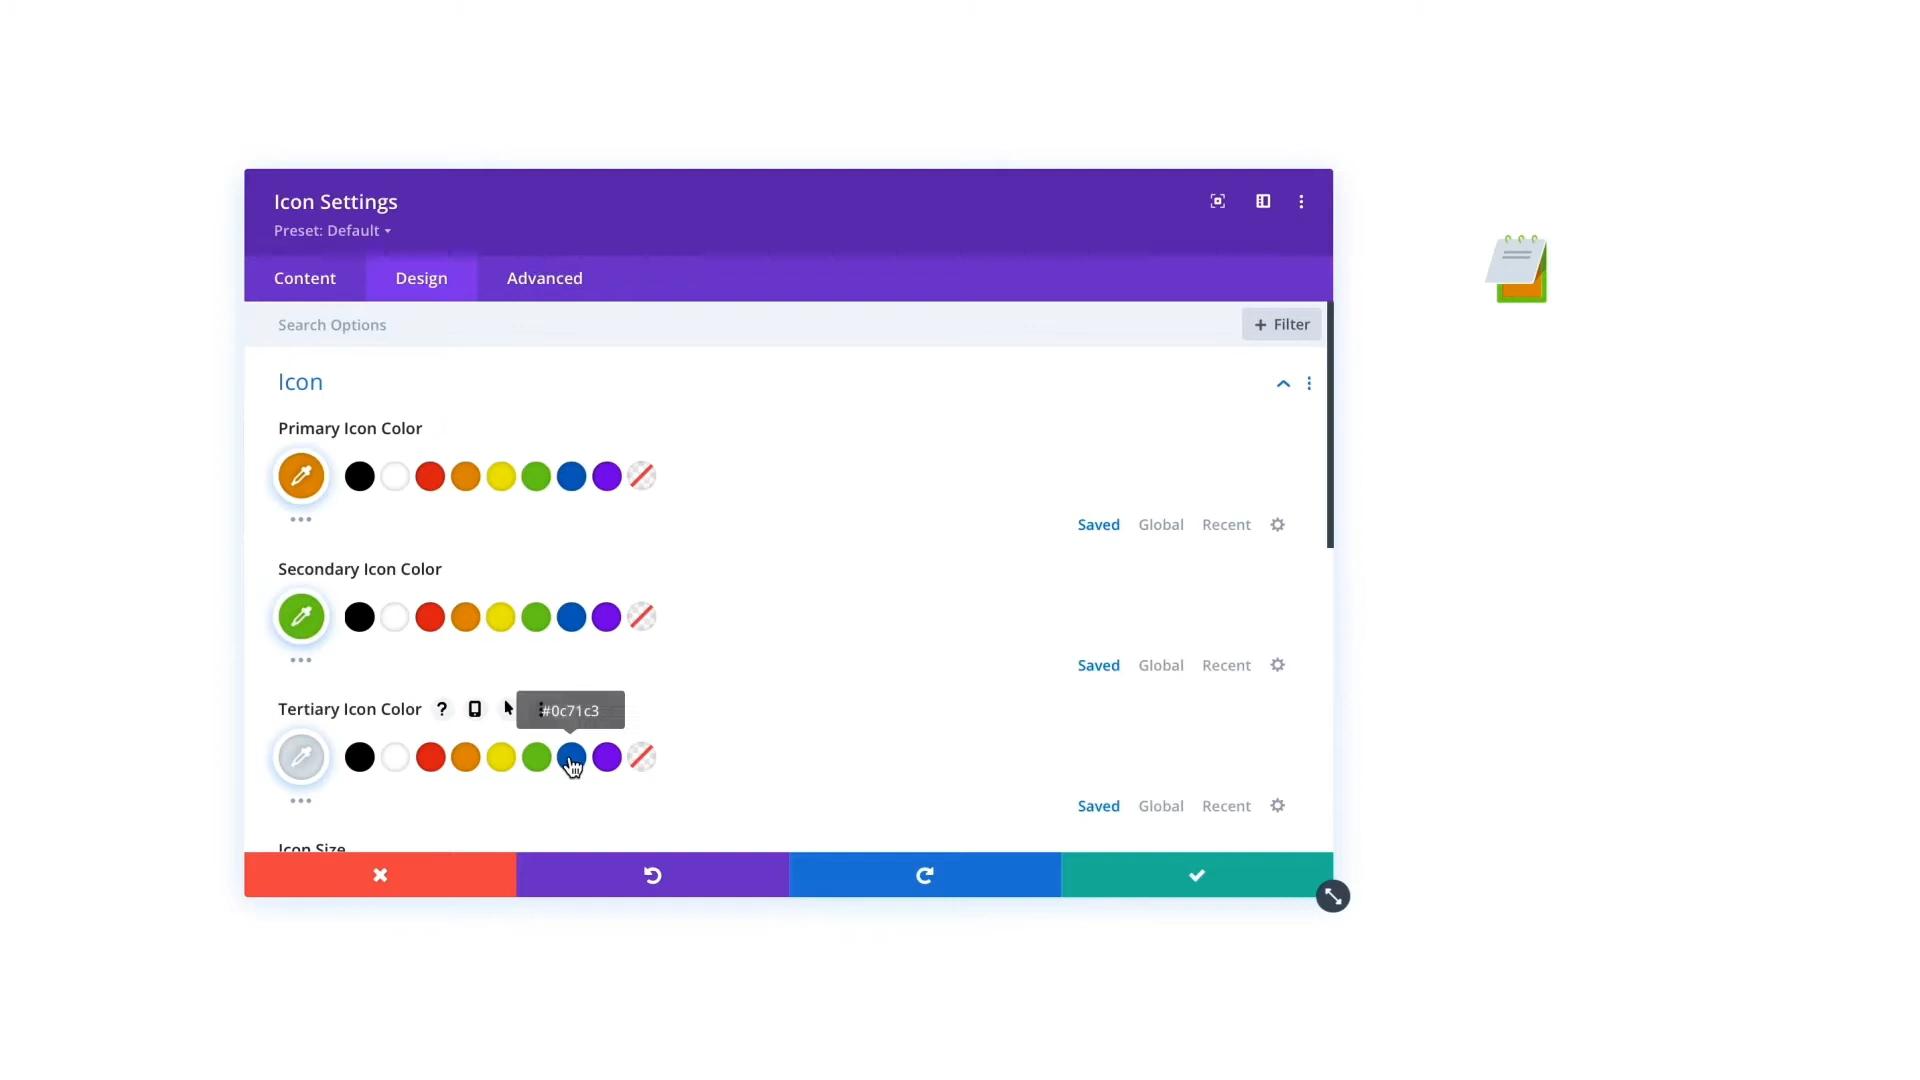 Icon Settings
Preset: Default
Content Design Advanced
Search Options
+ Filter
Icon
Primary Icon Color
Saved Global Recent
Secondary Icon Color
Saved Global Recent
Tertiary Icon Color ?
#0c71c3
Saved Global Recent
Icon Size